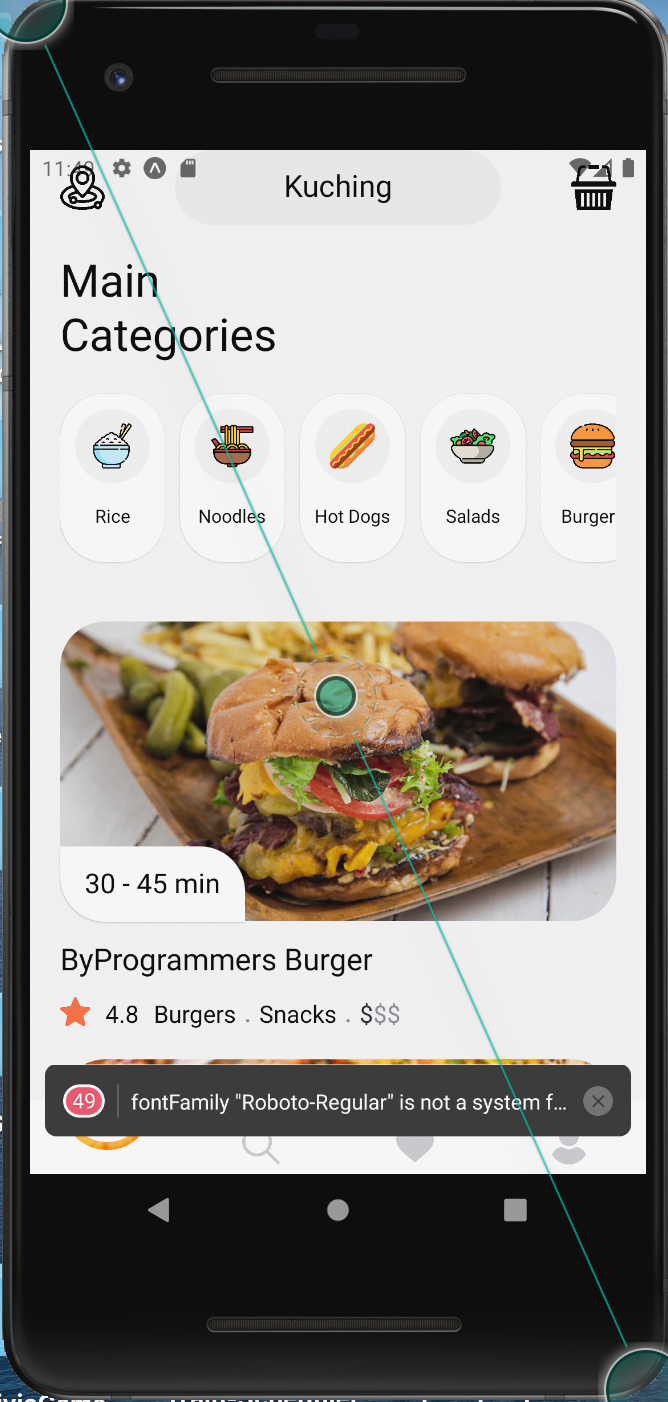 11:49
Kuching
Main
Categories
Rice
Noodles
Hot Dogs
Salads
Burger
30 - 45 min
ByProgrammers Burger
4.8 Burgers . Snacks . $$$
49 fontFamily "Roboto-Regular" is not a system f...